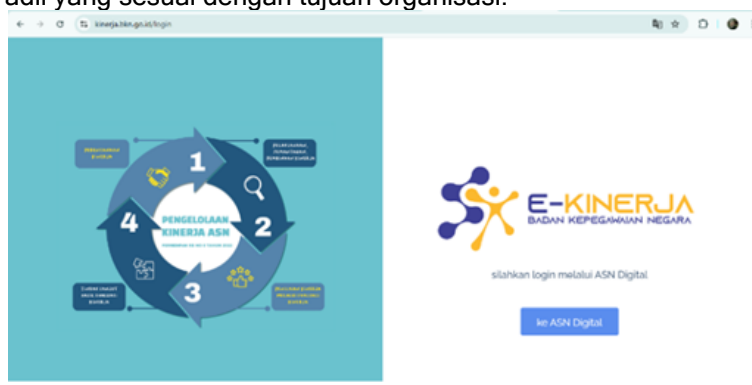 adil yang sesuai dengan tujuan organisasi.
kinerja.bkn.go.id/login
1
2
3
4
PENGELOLAAN
KINERJA ASN
E-KINERJA
BADAN KEPEGAWAIAN NEGARA
silahkan login melalui ASN Digital
ke ASN Digital